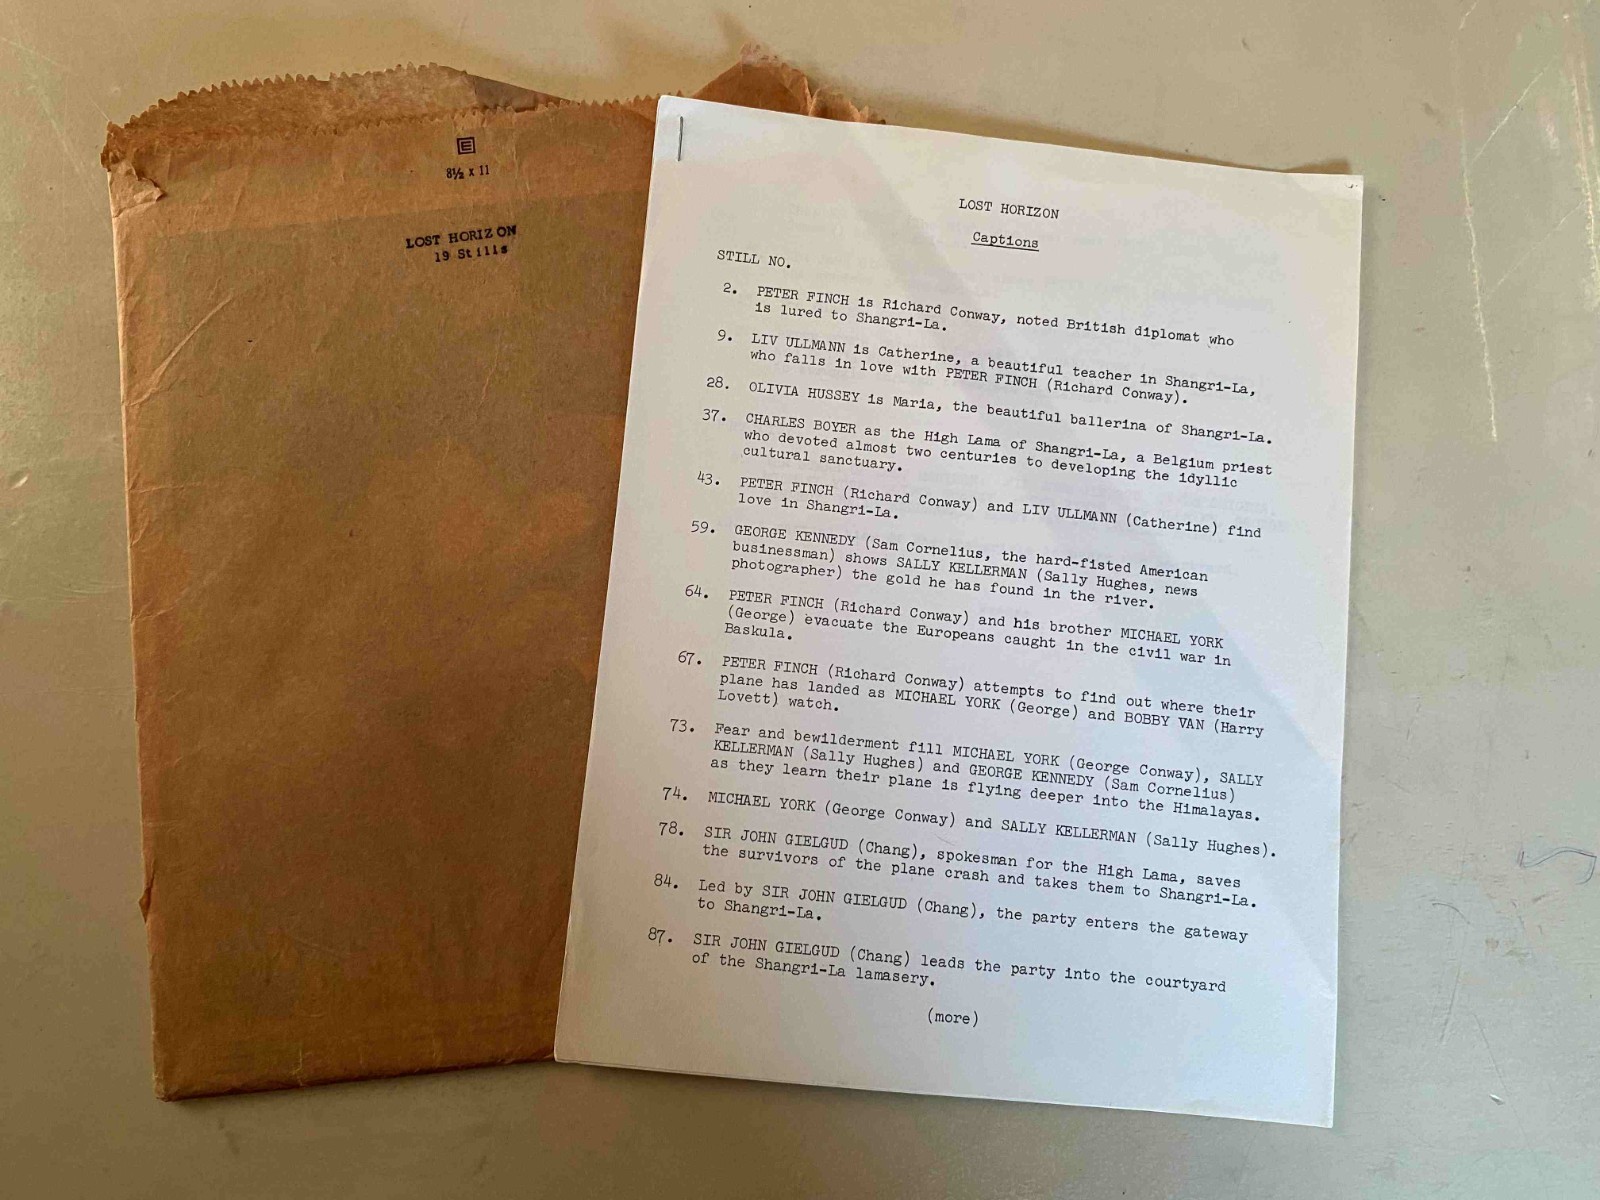 E
8½ x 11
LOST HORIZON
19 Stills
LOST HORIZON
Captions
STILL NO.
2. PETER FINCH is Richard Conway, noted British diplomat who
is lured to Shangri-La.
9. LIV ULLMANN is Catherine, a beautiful teacher in Shangri-La,
who falls in love with PETER FINCH (Richard Conway).
28. OLIVIA HUSSEY is Maria, the beautiful ballerina of Shangri-La.
37. CHARLES BOYER as the High Lama of Shangri-La, a Belgium priest
who devoted almost two centuries to developing the idyllic
cultural sanctuary.
43. PETER FINCH (Richard Conway) and LIV ULLMANN (Catherine) find
love in Shangri-La.
59. GEORGE KENNEDY (Sam Cornelius, the hard-fisted American
businessman) shows SALLY KELLERMAN (Sally Hughes, news
photographer) the gold he has found in the river.
64. PETER FINCH (Richard Conway) and his brother MICHAEL YORK
(George) evacuate the Europeans caught in the civil war in
Baskula.
67. PETER FINCH (Richard Conway) attempts to find out where their
plane has landed as MICHAEL YORK (George) and BOBBY VAN (Harry
Lovett) watch.
73. Fear and bewilderment fill MICHAEL YORK (George Conway), SALLY
KELLERMAN (Sally Hughes) and GEORGE KENNEDY (Sam Cornelius)
as they learn their plane is flying deeper into the Himalayas.
74. MICHAEL YORK (George Conway) and SALLY KELLERMAN (Sally Hughes).
78. SIR JOHN GIELGUD (Chang), spokesman for the High Lama, saves
the survivors of the plane crash and takes them to Shangri-La.
84. Led by SIR JOHN GIELGUD (Chang), the party enters the gateway
to Shangri-La.
87. SIR JOHN GIELGUD (Chang) leads the party into the courtyard
of the Shangri-La lamasery.
(more)